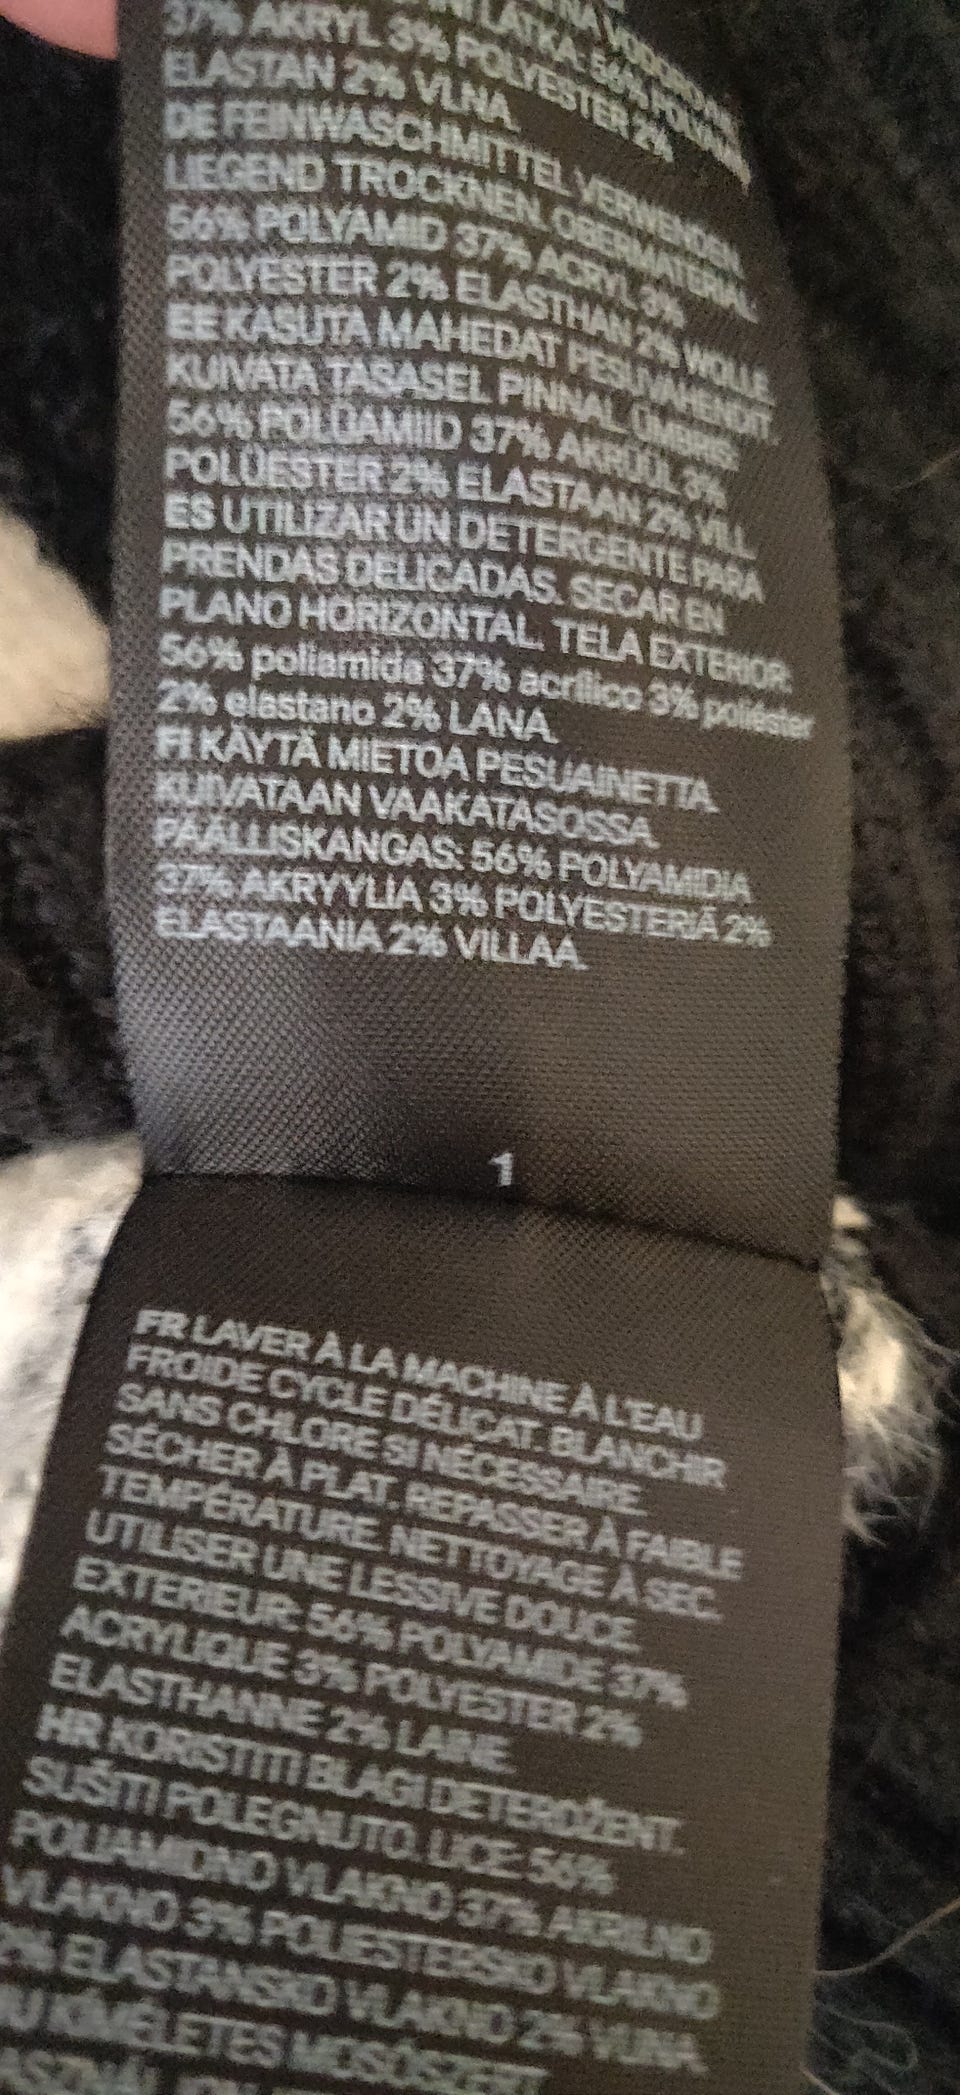 LÁTKA: 56% POLYAMID
37% AKRYL 3% POLYESTER 2%
ELASTAN 2% VLNA.
DE FEINWASCHMITTEL VERWENDEN.
LIEGEND TROCKNEN. OBERMATERIAL:
56% POLYAMID 37% ACRYL 3%
POLYESTER 2% ELASTHAN 2% WOLLE
EE KASUTA MAHEDAT PESUVAHENDIT.
KUIVATA TASASEL PINNAL. ÜMBRIS:
56% POLÜAMIID 37% AKRÜÜL 3%
POLÜESTER 2% ELASTAAN 2% VILL.
ES UTILIZAR UN DETERGENTE PARA
PRENDAS DELICADAS. SECAR EN
PLANO HORIZONTAL. TELA EXTERIOR:
56% poliamida 37% acrílico 3% poliéster
2% elastano 2% LANA.
FI KÄYTÄ MIETOA PESUAINETTA.
KUIVATAAN VAAKATASOSSA.
PÄÄLLISKANGAS: 56% POLYAMIDIA
37% AKRYYLIA 3% POLYESTERIÄ 2%
ELASTAANIA 2% VILLAA.
1
FR LAVER À LA MACHINE À L'EAU
FROIDE CYCLE DÉLICAT. BLANCHIR
SANS CHLORE SI NÉCESSAIRE.
SÉCHER À PLAT. REPASSER À FAIBLE
TEMPÉRATURE. NETTOYAGE À SEC.
UTILISER UNE LESSIVE DOUCE.
EXTERIEUR: 56% POLYAMIDE 37%
ACRYLIQUE 3% POLYESTER 2%
ELASTHANNE 2% LAINE.
HR KORISTITI BLAGI DETERDŽENT.
SUŠITI POLEGNUTO. LICE: 56%
POLIAMIDNO VLAKNO 37% AKRILNO
VLAKNO 3% POLIESTERSKO VLAKNO
2% ELASTANSKO VLAKNO 2% VUNA.
KÍMÉLETES MOSÓSZERT